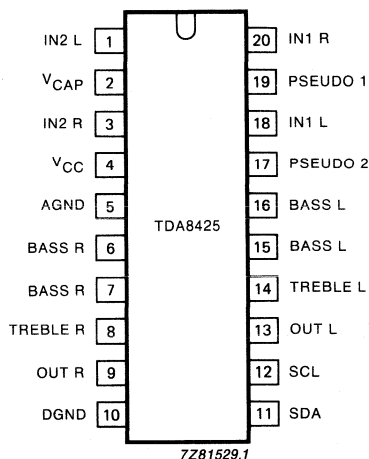 IN2 L 1
VCAP 2
IN2 R 3
VCC 4
AGND 5
BASS R 6
BASS R 7
TREBLE R 8
OUT R 9
DGND 10
TDA8425
20 IN1 R
19 PSEUDO 1
18 IN1 L
17 PSEUDO 2
16 BASS L
15 BASS L
14 TREBLE L
13 OUT L
12 SCL
11 SDA
7Z81529.1